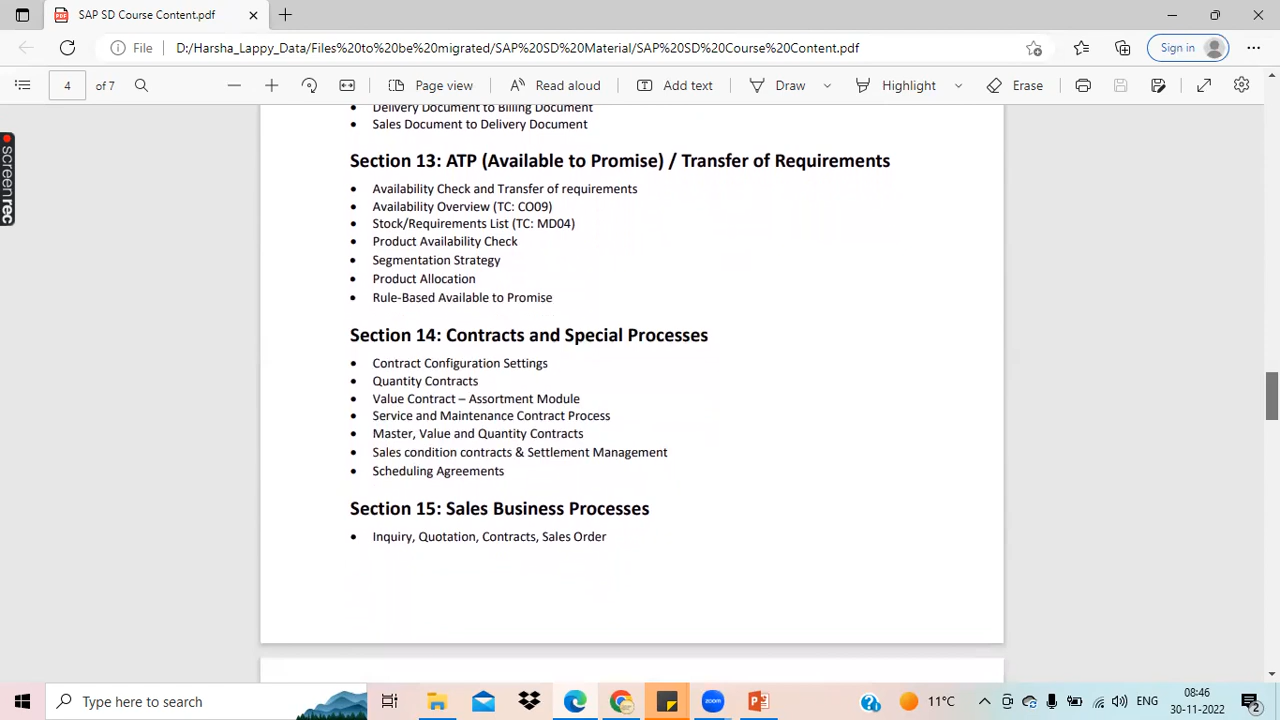 SAP SD Course Content.pdf
File
D:/Harsha_Lappy_Data/Files%20to%20be%20migrated/SAP%20SD%20Material/SAP%20SD%20Course%20Content.pdf
Sign in
4 of 7
Page view
Read aloud
Add text
Draw
Highlight
Erase
screenrec
• Delivery Document to Billing Document
• Sales Document to Delivery Document
Section 13: ATP (Available to Promise) / Transfer of Requirements
• Availability Check and Transfer of requirements
• Availability Overview (TC: CO09)
• Stock/Requirements List (TC: MD04)
• Product Availability Check
• Segmentation Strategy
• Product Allocation
• Rule-Based Available to Promise
Section 14: Contracts and Special Processes
• Contract Configuration Settings
• Quantity Contracts
• Value Contract – Assortment Module
• Service and Maintenance Contract Process
• Master, Value and Quantity Contracts
• Sales condition contracts & Settlement Management
• Scheduling Agreements
Section 15: Sales Business Processes
• Inquiry, Quotation, Contracts, Sales Order
Type here to search
zoom
11°C
ENG
08:46
30-11-2022
2